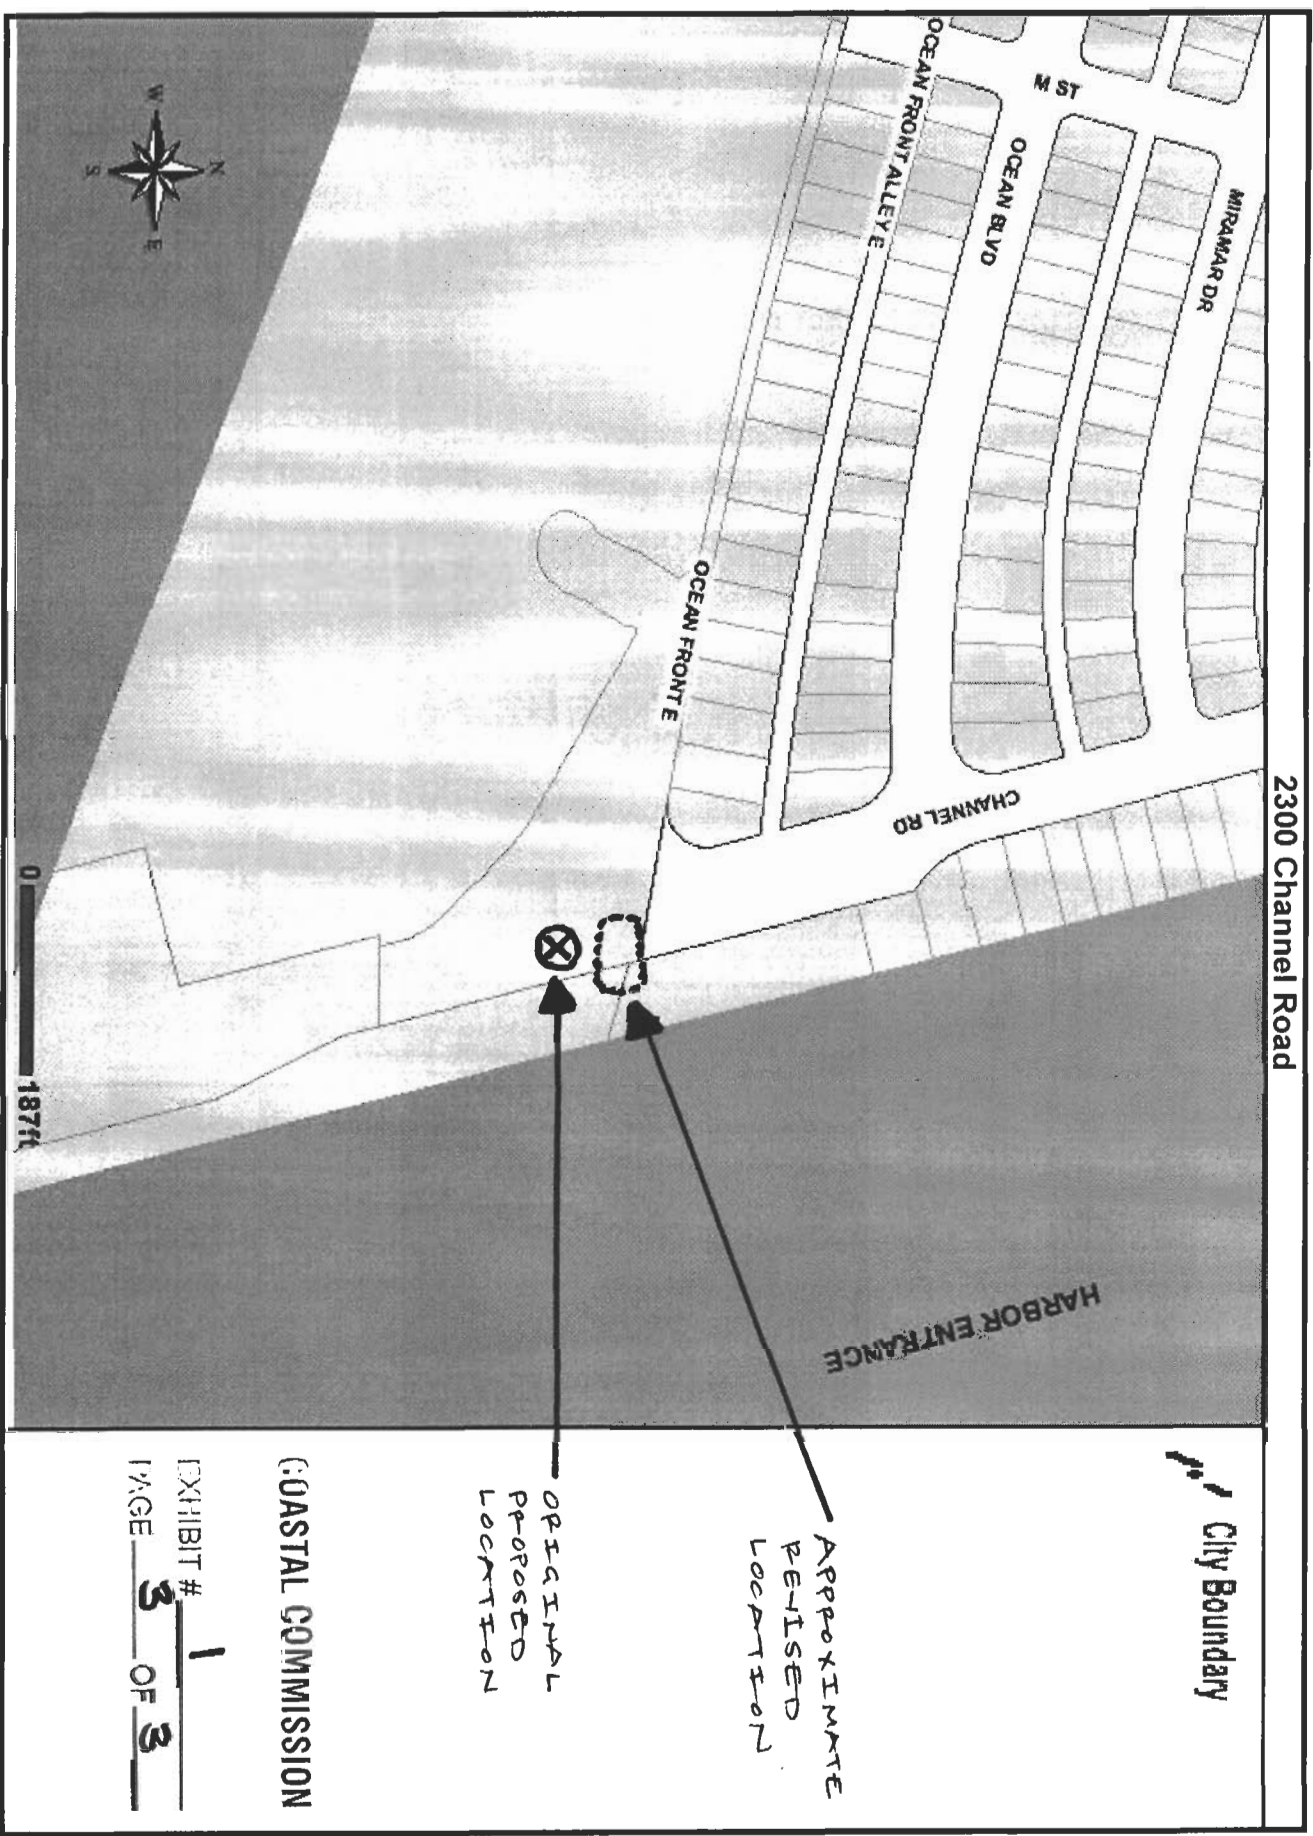 2300 Channel Road
MIRAMAR DR
M ST
OCEAN BLVD
OCEAN FRONT ALLEY E
OCEAN FRONT E
CHANNEL RD
HARBOR ENTRANCE
N
W
E
S
0
187ft
City Boundary
APPROXIMATE
REVISED
LOCATION
ORIGINAL
PROPOSED
LOCATION
COASTAL COMMISSION
EXHIBIT # 1
PAGE 3 OF 3